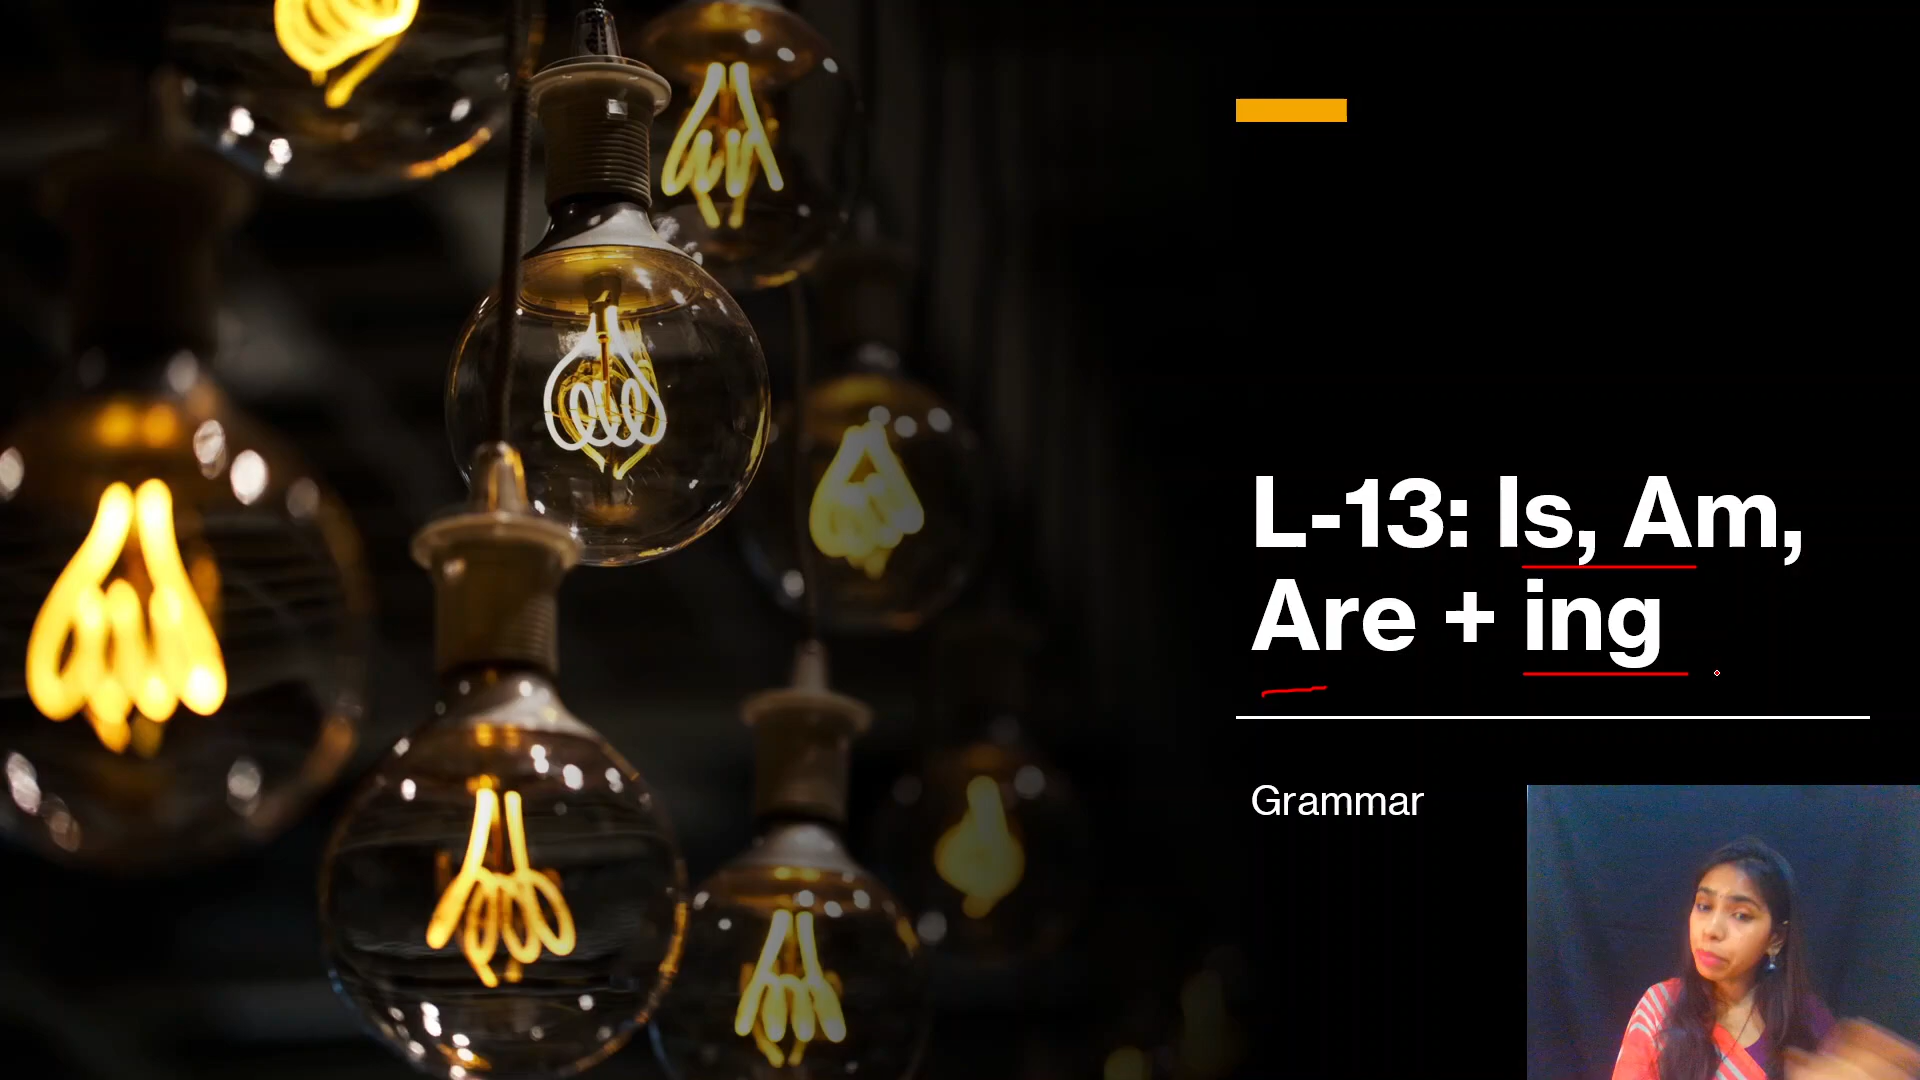 L-13: Is, Am,
Are + ing
Grammar